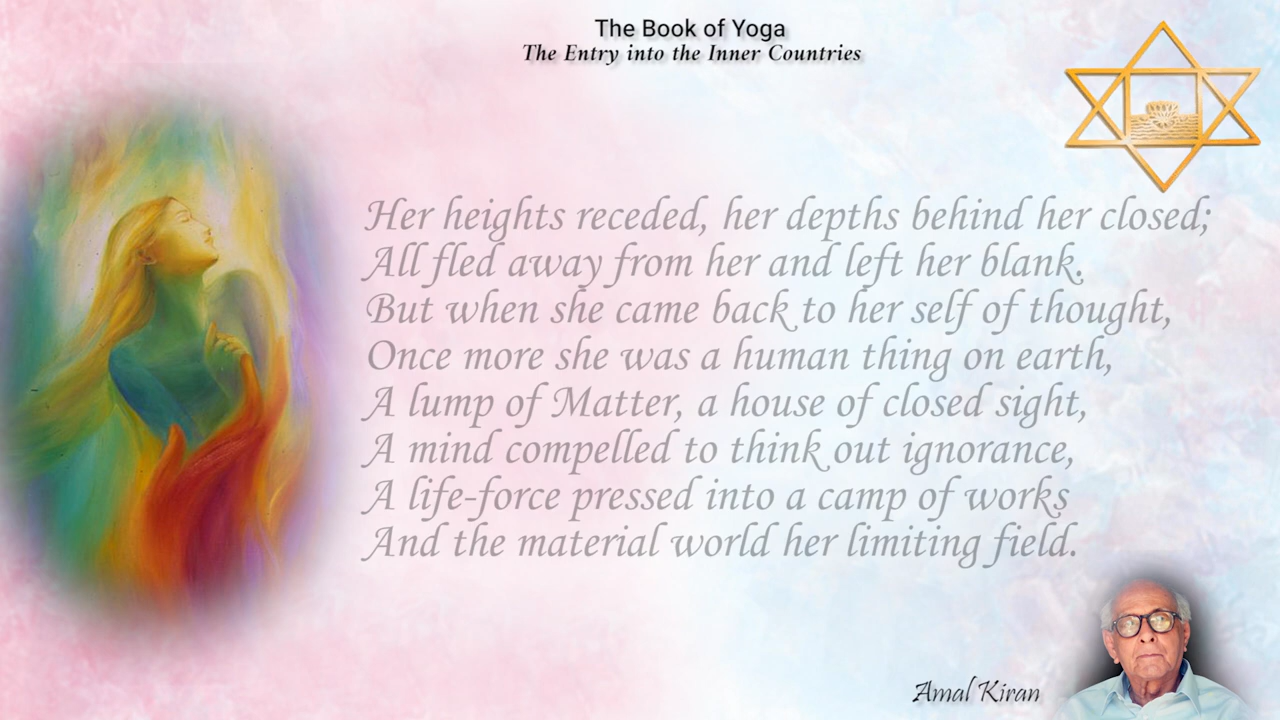 The Book of Yoga
The Entry into the Inner Countries
Her heights receded, her depths behind her closed;
All fled away from her and left her blank.
But when she came back to her self of thought,
Once more she was a human thing on earth,
A lump of Matter, a house of closed sight,
A mind compelled to think out ignorance,
A life-force pressed into a camp of works
And the material world her limiting field.
Amal Kiran